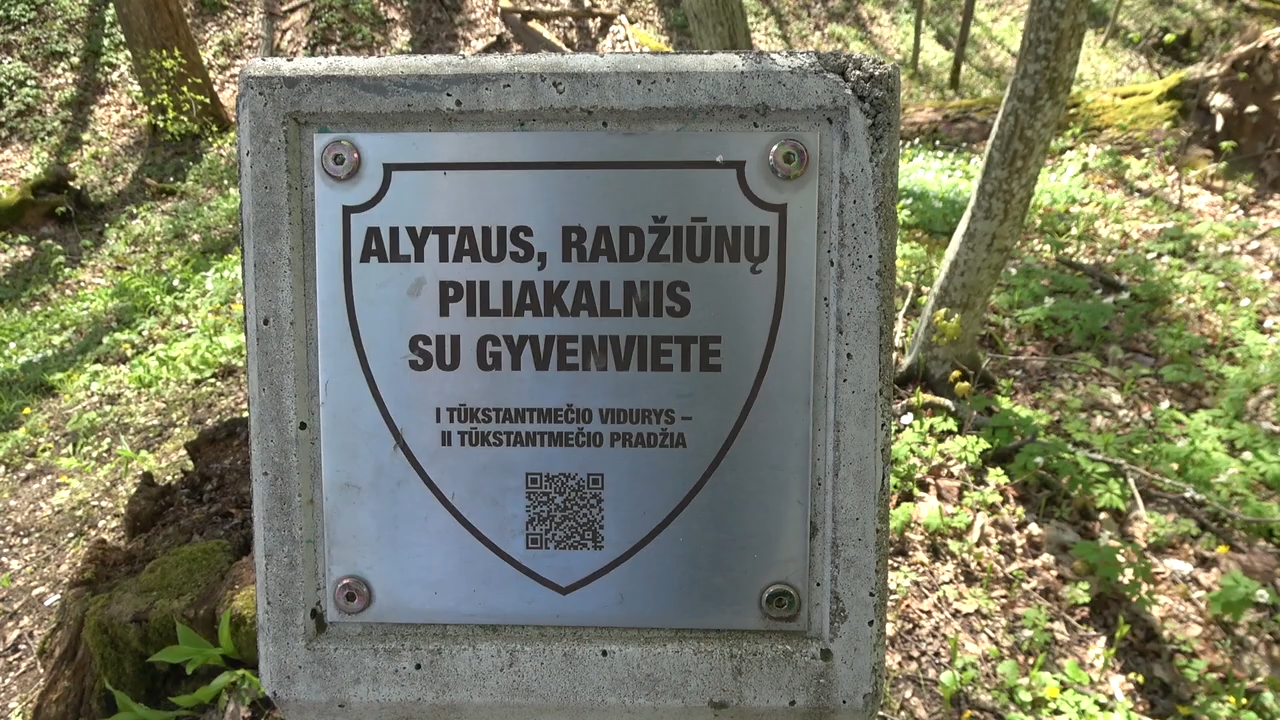 ALYTAUS, RADŽIŪNŲ
PILIAKALNIS
SU GYVENVIETE
I TŪKSTANTMEČIO VIDURYS –
II TŪKSTANTMEČIO PRADŽIA